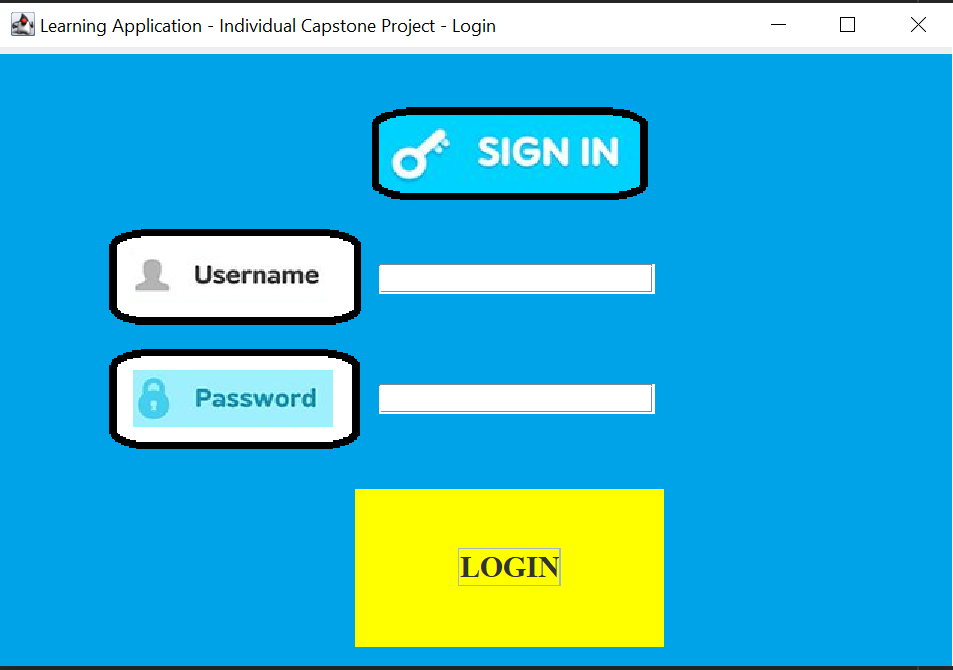 Learning Application - Individual Capstone Project - Login
SIGN IN
Username
Password
LOGIN